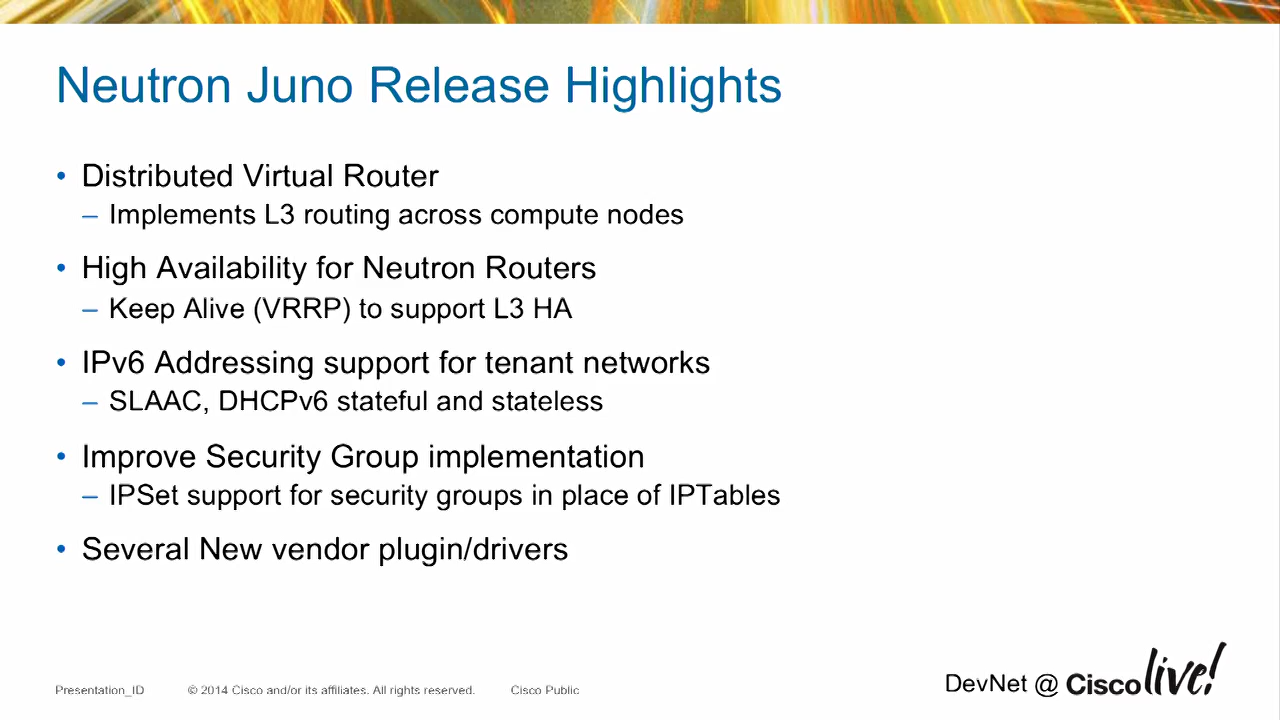 Neutron Juno Release Highlights
• Distributed Virtual Router
– Implements L3 routing across compute nodes
• High Availability for Neutron Routers
– Keep Alive (VRRP) to support L3 HA
• IPv6 Addressing support for tenant networks
– SLAAC, DHCPv6 stateful and stateless
• Improve Security Group implementation
– IPSet support for security groups in place of IPTables
• Several New vendor plugin/drivers
Presentation_ID © 2014 Cisco and/or its affiliates. All rights reserved. Cisco Public
DevNet @ Cisco live!